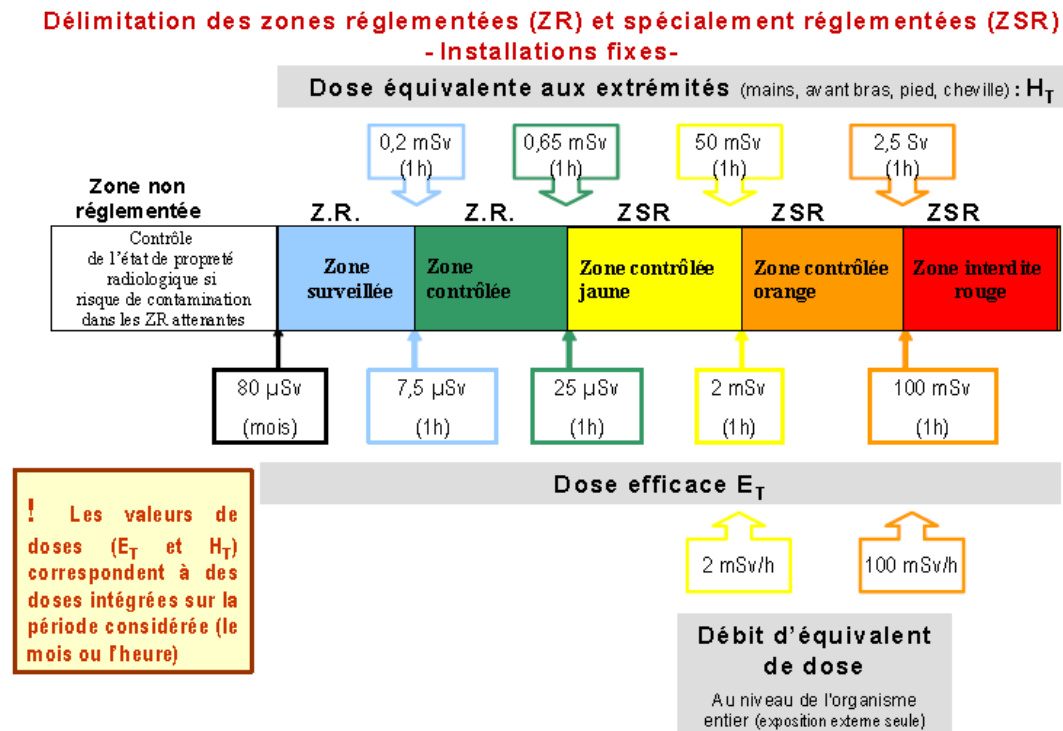 Délimitation des zones réglementées (ZR) et spécialement réglementées (ZSR)
- Installations fixes-
Dose équivalente aux extrémités (mains, avant bras, pied, cheville) : HT
0,2 mSv
(1h)
0,65 mSv
(1h)
50 mSv
(1h)
2,5 Sv
(1h)
Zone non
réglementée
Z.R.
Z.R.
ZSR
ZSR
ZSR
Contrôle
de l'état de propreté
radiologique si
risque de contamination
dans les ZR attenantes
Zone
surveillée
Zone
contrôlée
Zone contrôlée
jaune
Zone contrôlée
orange
Zone interdite
rouge
80 µSv
(mois)
7,5 µSv
(1h)
25 µSv
(1h)
2 mSv
(1h)
100 mSv
(1h)
Dose efficace ET
! Les valeurs de
doses (ET et HT)
correspondent à des
doses intégrées sur la
période considérée (le
mois ou l'heure)
2 mSv/h
100 mSv/h
Débit d'équivalent
de dose
Au niveau de l'organisme
entier (exposition externe seule)